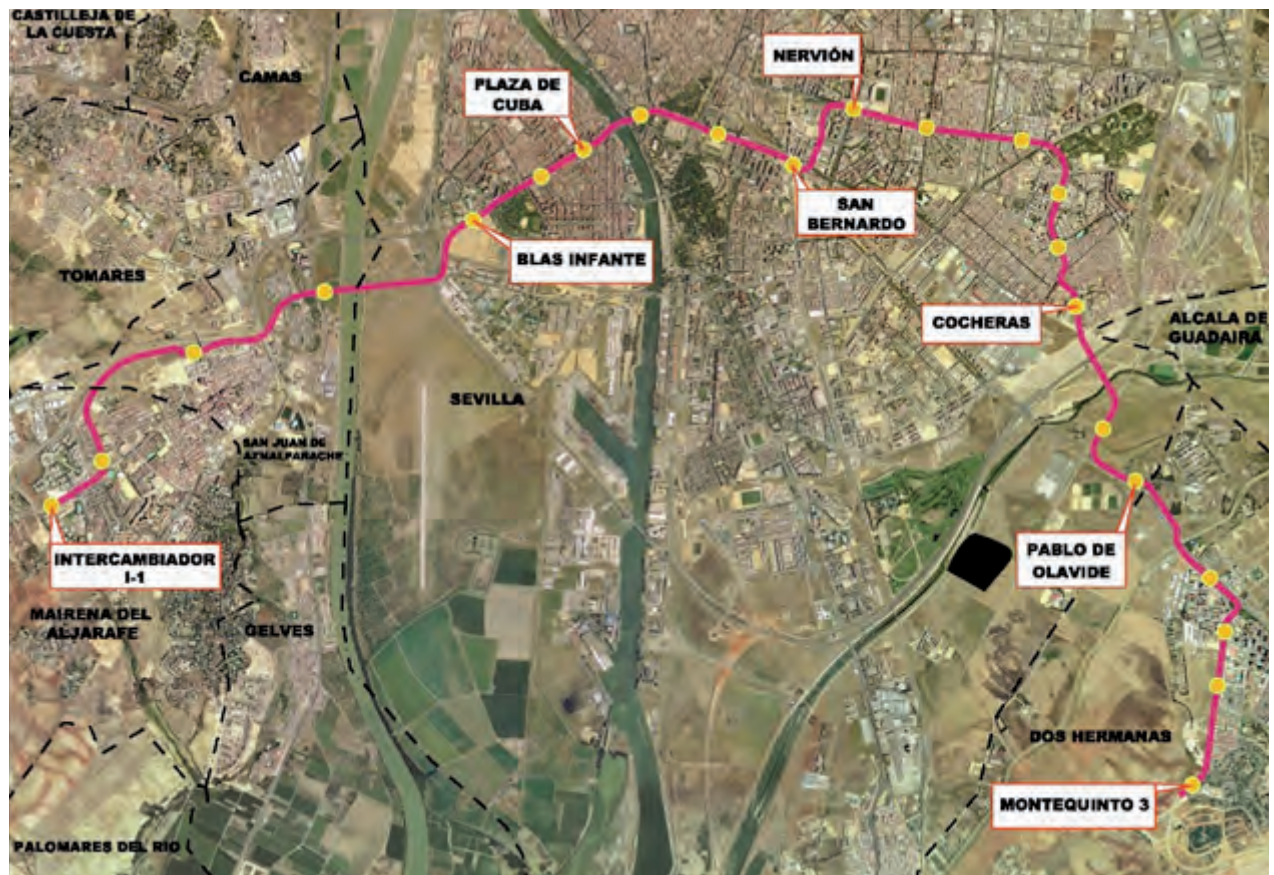 CASTILLEJA DE
LA CUESTA
CAMAS
NERVIÓN
PLAZA DE
CUBA
SAN
BERNARDO
BLAS INFANTE
TOMARES
COCHERAS
ALCALA DE
GUADAIRA
SEVILLA
SAN JUAN DE
AZNALFARACHE
INTERCAMBIADOR
I-1
PABLO DE
OLAVIDE
MAIRENA DEL
ALJARAFE
GELVES
DOS HERMANAS
MONTEQUINTO 3
PALOMARES DEL RIO